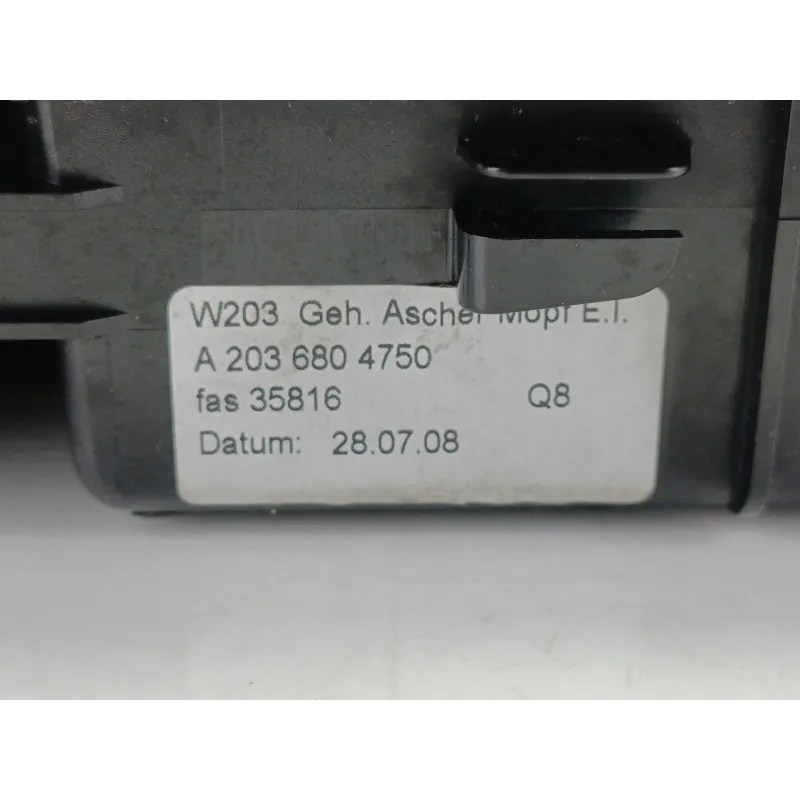 W203 Geh. Ascher Mopf E.I.
A 203 680 4750
fas 35816 Q8
Datum: 28.07.08